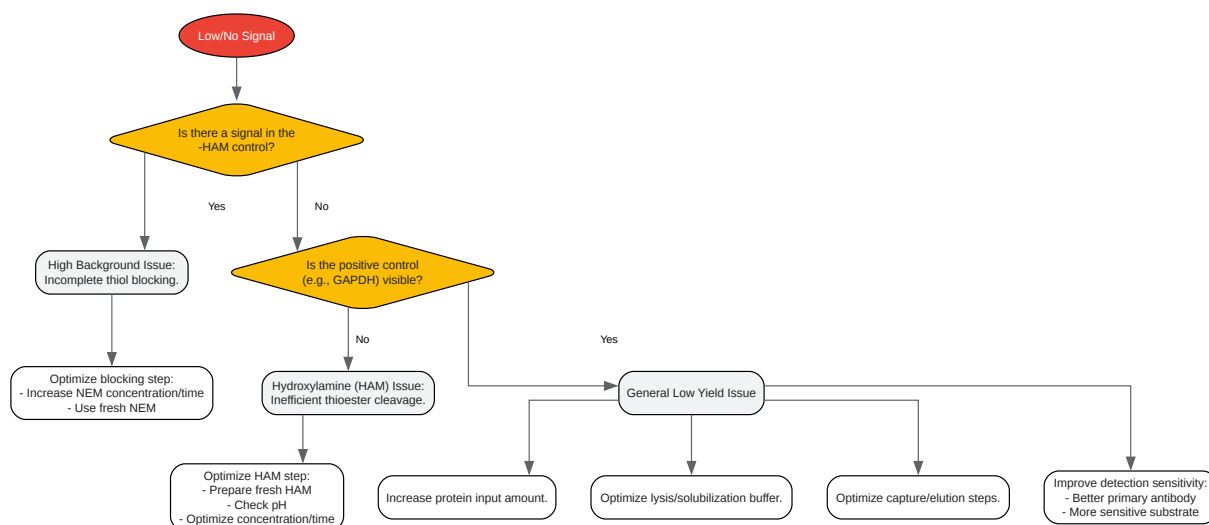 Low/No Signal
Is there a signal in the
-HAM control?
Yes
No
High Background Issue:
Incomplete thiol blocking.
Is the positive control
(e.g., GAPDH) visible?
No
Yes
Optimize blocking step:
- Increase NEM concentration/time
- Use fresh NEM
Hydroxylamine (HAM) Issue:
Inefficient thioester cleavage.
General Low Yield Issue
Optimize HAM step:
- Prepare fresh HAM
- Check pH
- Optimize concentration/time
Increase protein input amount.
Optimize lysis/solubilization buffer.
Optimize capture/elution steps.
Improve detection sensitivity:
- Better primary antibody
- More sensitive substrate